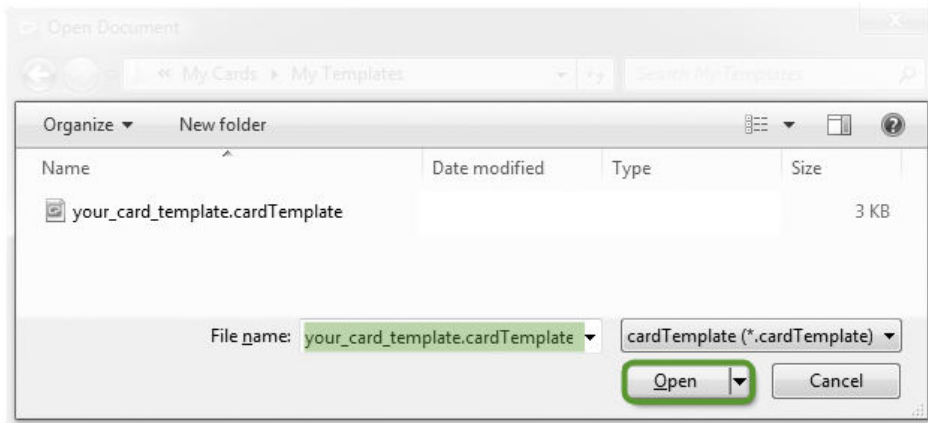 Open Document
« My Cards ▸ My Templates Search My Templates
Organize ▾ New folder
Name Date modified Type Size
your_card_template.cardTemplate 3 KB
File name: your_card_template.cardTemplate cardTemplate (*.cardTemplate)
Open Cancel